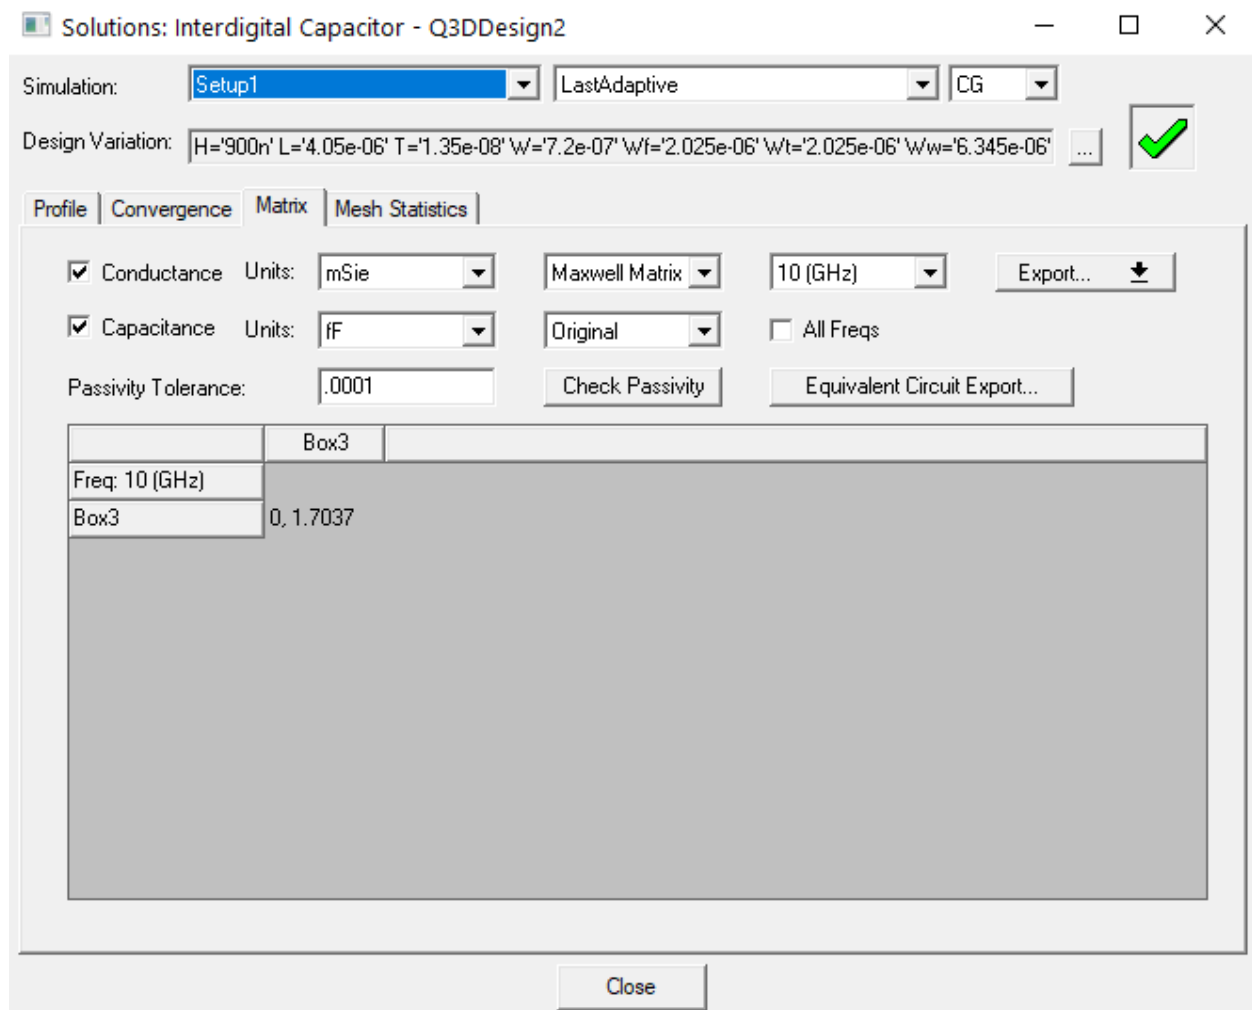 Solutions: Interdigital Capacitor - Q3DDesign2
Simulation: Setup1 LastAdaptive CG
Design Variation: H='900n' L='4.05e-06' T='1.35e-08' W='7.2e-07' Wf='2.025e-06' Wt='2.025e-06' Ww='6.345e-06' ...
Profile Convergence Matrix Mesh Statistics
Conductance Units: mSie Maxwell Matrix 10 (GHz) Export...
Capacitance Units: fF Original All Freqs
Passivity Tolerance: .0001 Check Passivity Equivalent Circuit Export...
Box3
Freq: 10 (GHz)
Box3 0, 1.7037
Close